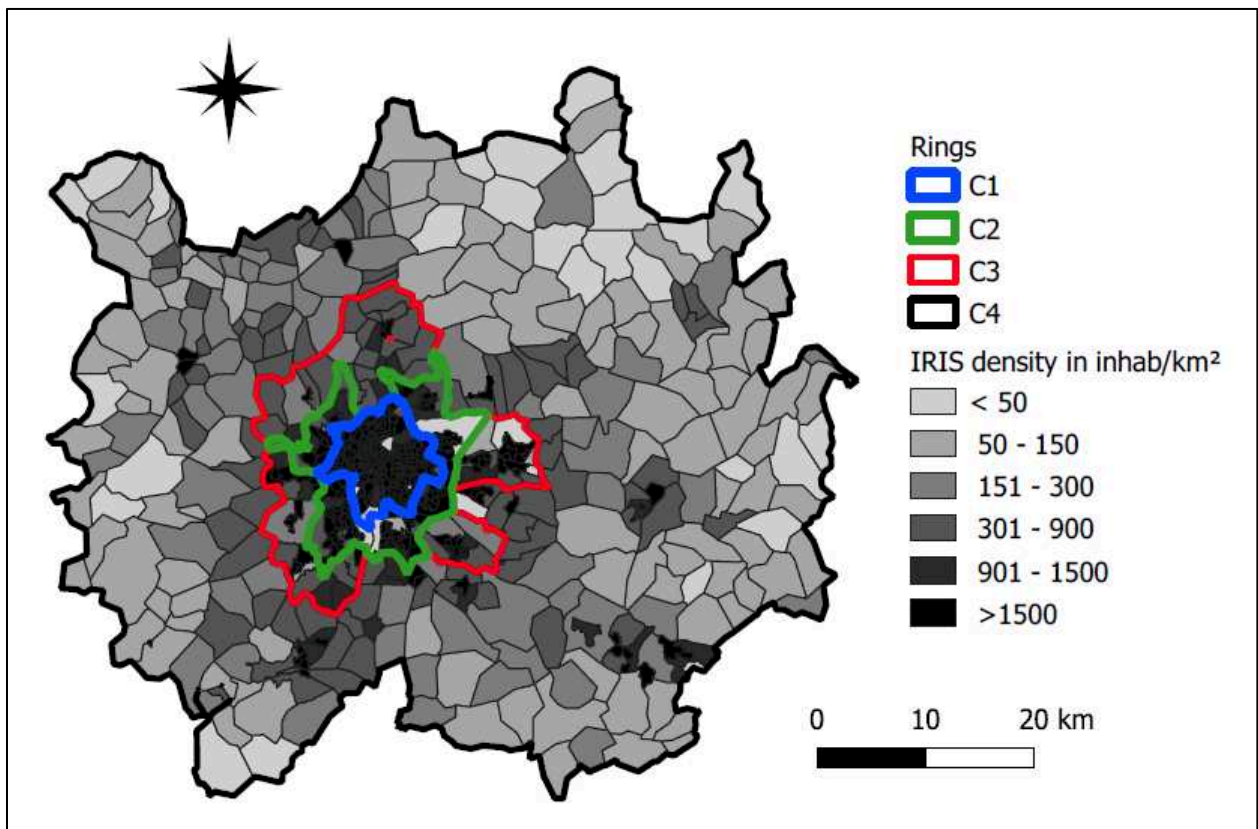 Rings
C1
C2
C3
C4
IRIS density in inhab/km²
< 50
50 - 150
151 - 300
301 - 900
901 - 1500
>1500
0 10 20 km